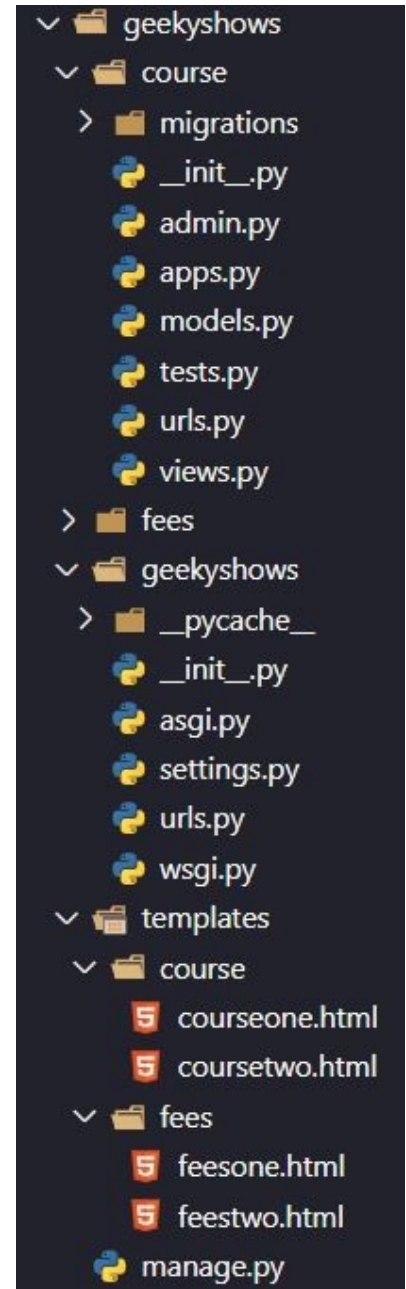 geekyshows
course
migrations
__init__.py
admin.py
apps.py
models.py
tests.py
urls.py
views.py
fees
geekyshows
__pycache__
__init__.py
asgi.py
settings.py
urls.py
wsgi.py
templates
course
courseone.html
coursetwo.html
fees
feesone.html
feestwo.html
manage.py